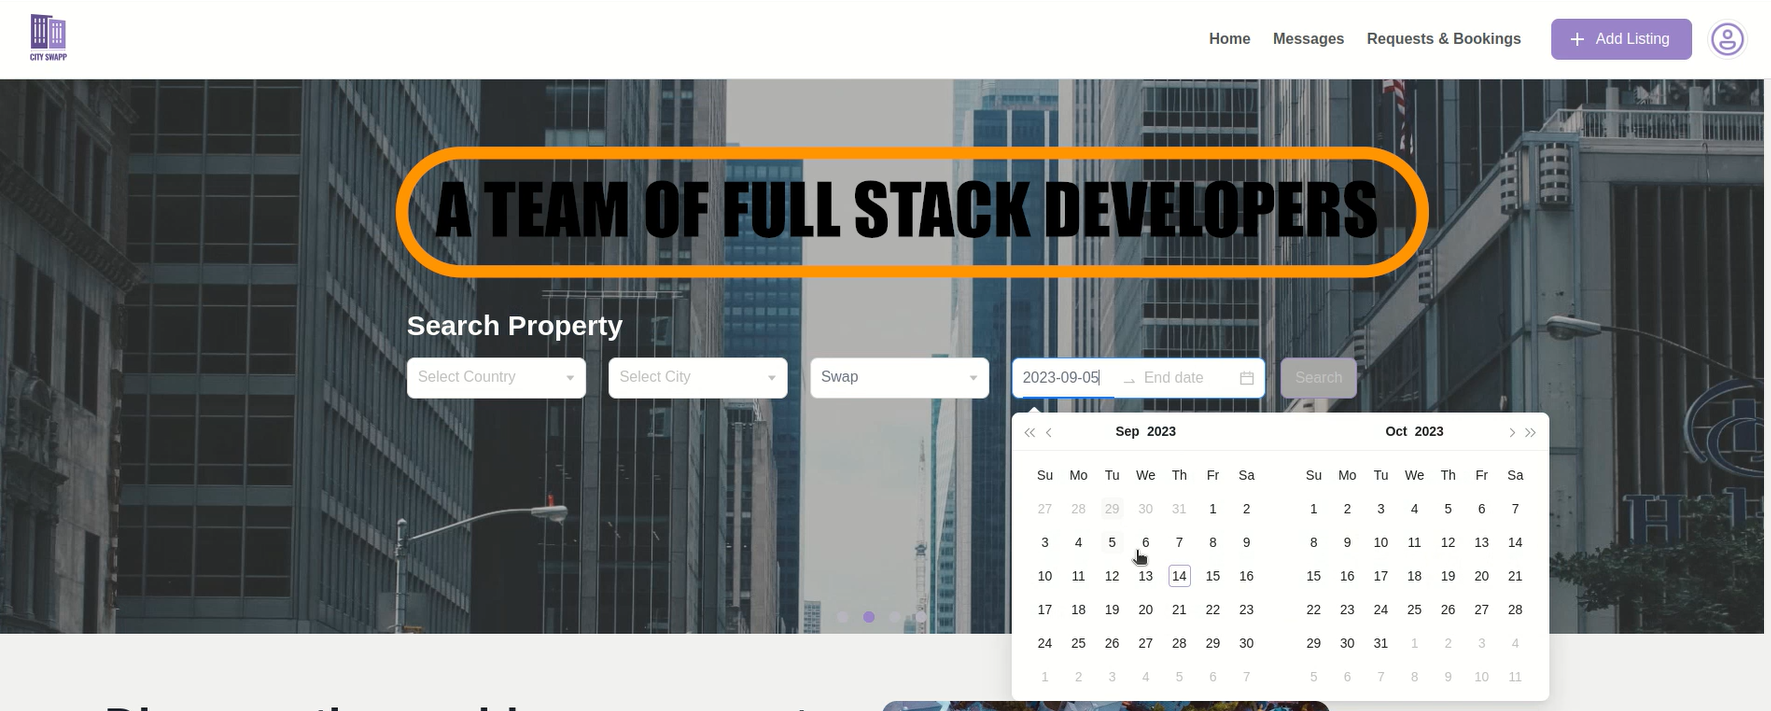 CITY SWAPP
Home Messages Requests & Bookings + Add Listing
A TEAM OF FULL STACK DEVELOPERS
Search Property
Select Country Select City Swap 2023-09-05 End date Search
Sep 2023 Oct 2023
Su Mo Tu We Th Fr Sa Su Mo Tu We Th Fr Sa
27 28 29 30 31 1 2 1 2 3 4 5 6 7
3 4 5 6 7 8 9 8 9 10 11 12 13 14
10 11 12 13 14 15 16 15 16 17 18 19 20 21
17 18 19 20 21 22 23 22 23 24 25 26 27 28
24 25 26 27 28 29 30 29 30 31 1 2 3 4
1 2 3 4 5 6 7 5 6 7 8 9 10 11